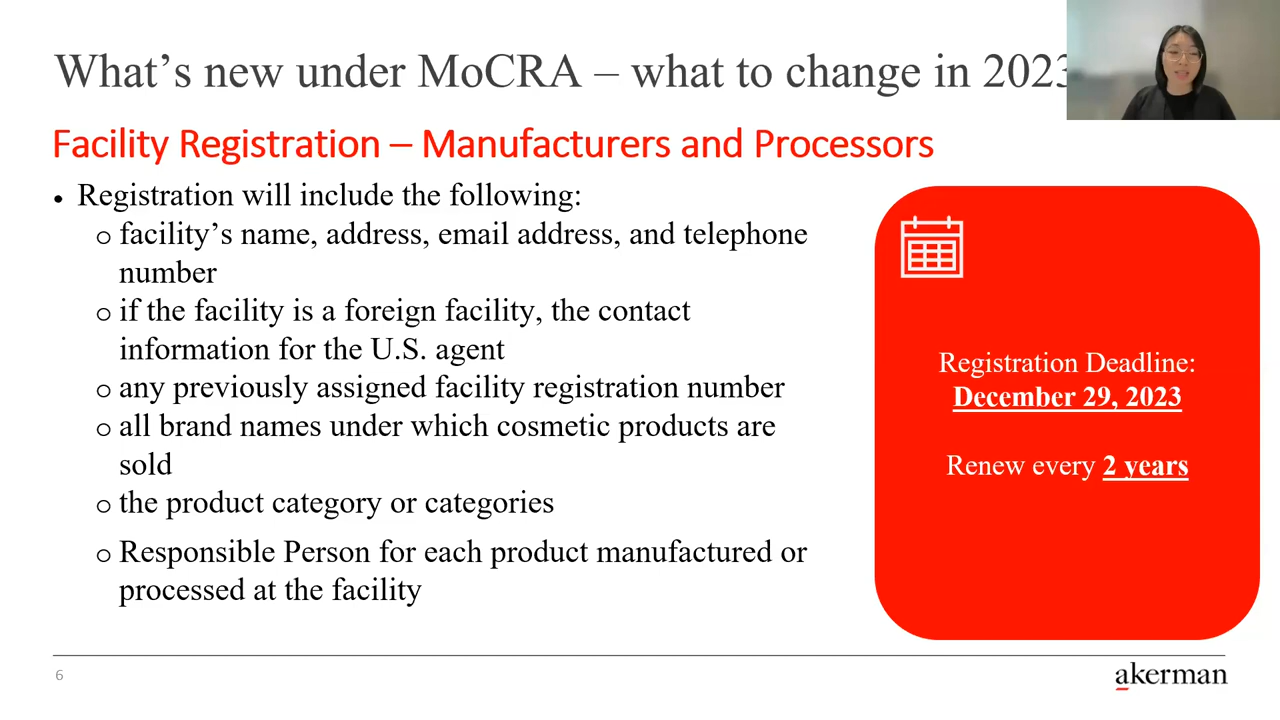 What’s new under MoCRA – what to change in 2023
Facility Registration – Manufacturers and Processors
• Registration will include the following:
o facility’s name, address, email address, and telephone
number
o if the facility is a foreign facility, the contact
information for the U.S. agent
o any previously assigned facility registration number
o all brand names under which cosmetic products are
sold
o the product category or categories
o Responsible Person for each product manufactured or
processed at the facility
Registration Deadline:
December 29, 2023
Renew every 2 years
6
akerman